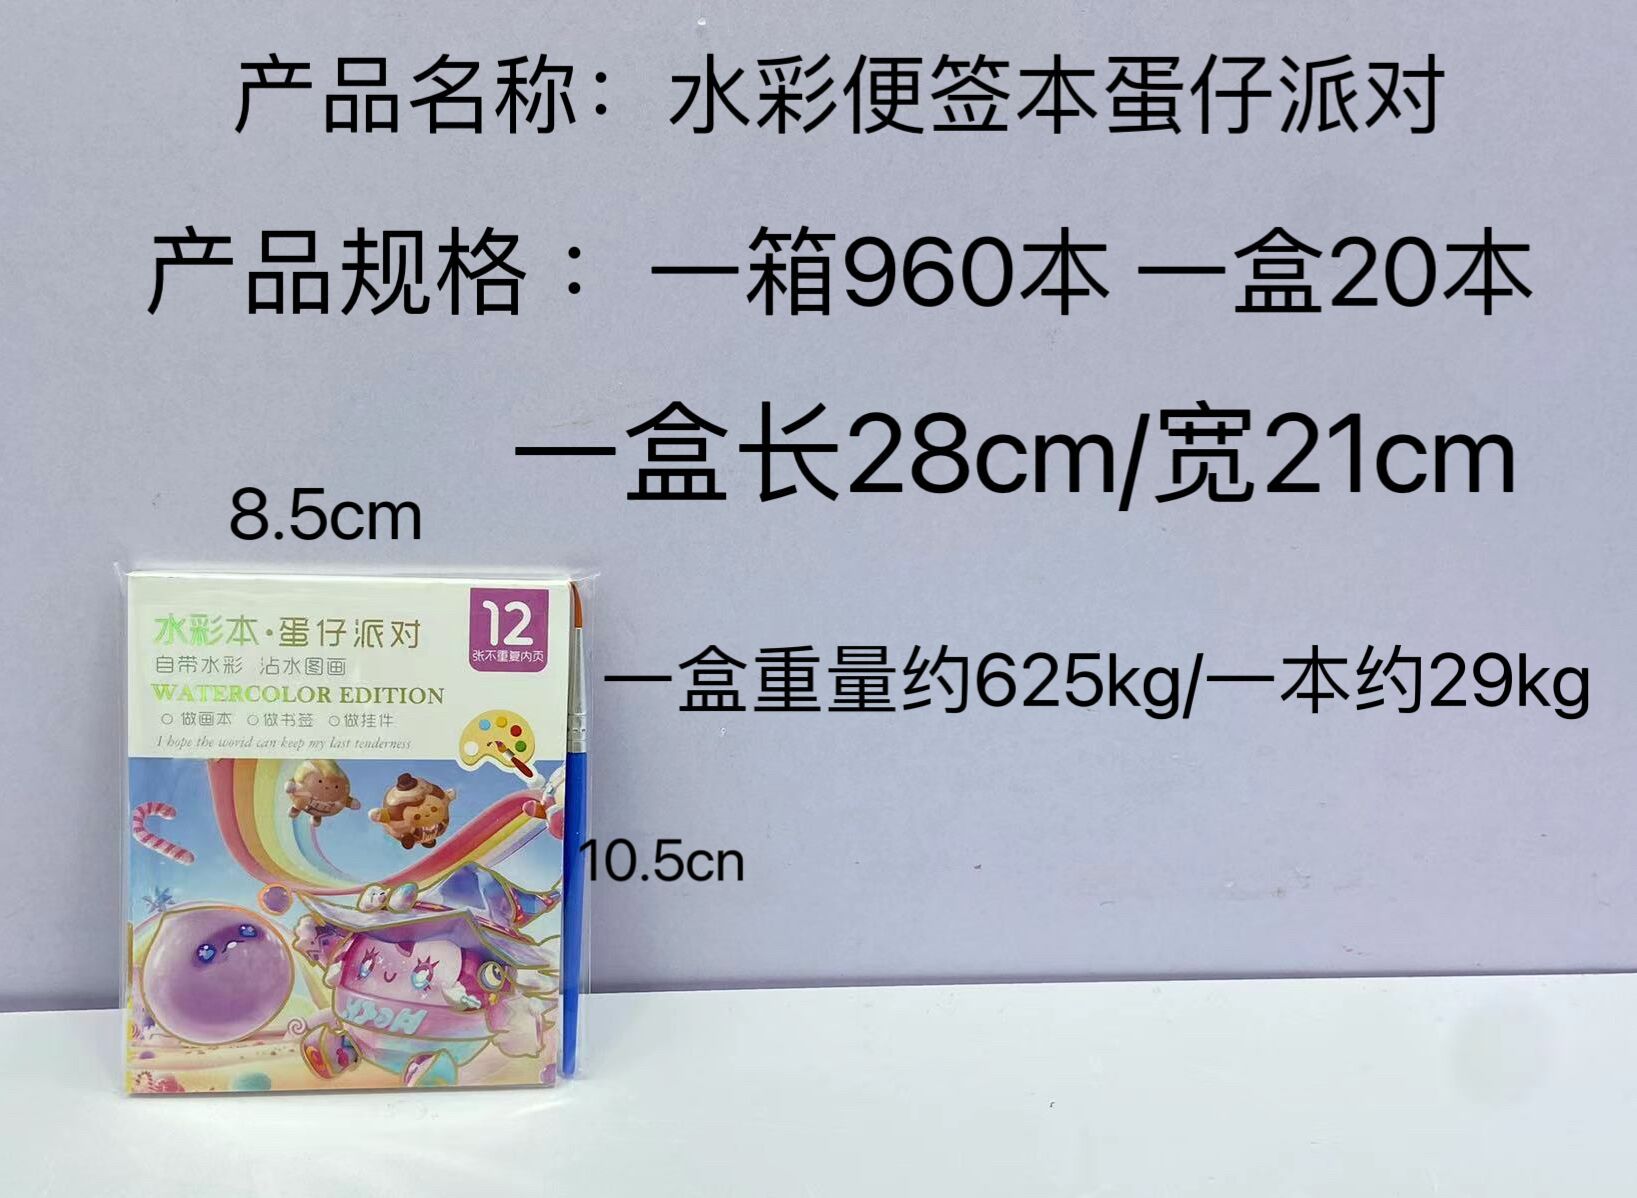 产品名称：水彩便签本蛋仔派对
产品规格：一箱960本 一盒20本
一盒长28cm/宽21cm
8.5cm
一盒重量约625kg/一本约29kg
10.5cn
水彩本·蛋仔派对
12
张不重复内页
自带水彩 沾水图画
WATERCOLOR EDITION
○ 做画本 ○做书签 ○做挂件
I hope the world can keep my last tenderness